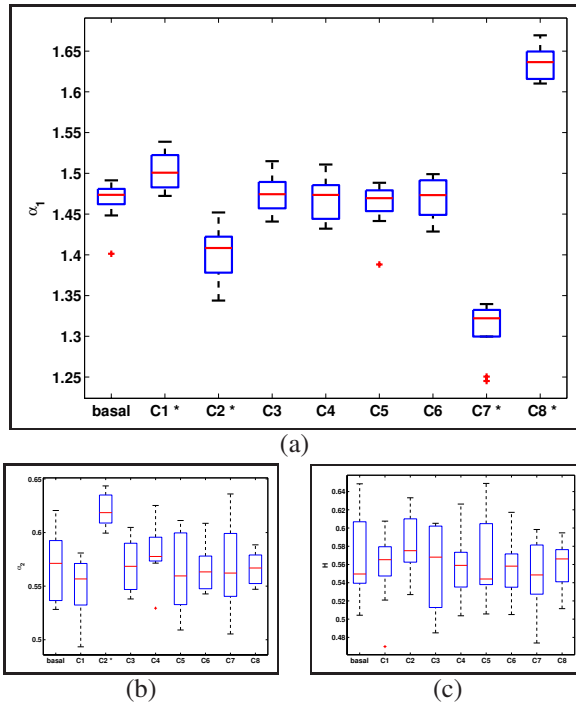 1.65
1.6
1.55
1.5
1.45
1.4
1.35
1.3
1.25
α1
basal C1 * C2 * C3 C4 C5 C6 C7 * C8 *
(a)
0.65
0.6
0.55
0.5
α2
basal C1 C2 * C3 C4 C5 C6 C7 C8
(b)
0.64
0.62
0.6
0.58
0.56
0.54
0.52
0.5
0.48
H
basal C1 C2 C3 C4 C5 C6 C7 C8
(c)